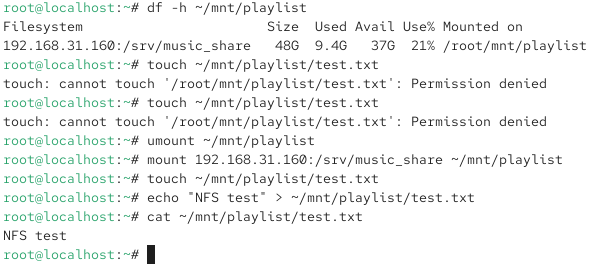 root@localhost:~# df -h ~/mnt/playlist
Filesystem                        Size  Used Avail Use% Mounted on
192.168.31.160:/srv/music_share   48G  9.4G   37G  21% /root/mnt/playlist
root@localhost:~# touch ~/mnt/playlist/test.txt
touch: cannot touch '/root/mnt/playlist/test.txt': Permission denied
root@localhost:~# touch ~/mnt/playlist/test.txt
touch: cannot touch '/root/mnt/playlist/test.txt': Permission denied
root@localhost:~# umount ~/mnt/playlist
root@localhost:~# mount 192.168.31.160:/srv/music_share ~/mnt/playlist
root@localhost:~# touch ~/mnt/playlist/test.txt
root@localhost:~# echo "NFS test" > ~/mnt/playlist/test.txt
root@localhost:~# cat ~/mnt/playlist/test.txt
NFS test
root@localhost:~#